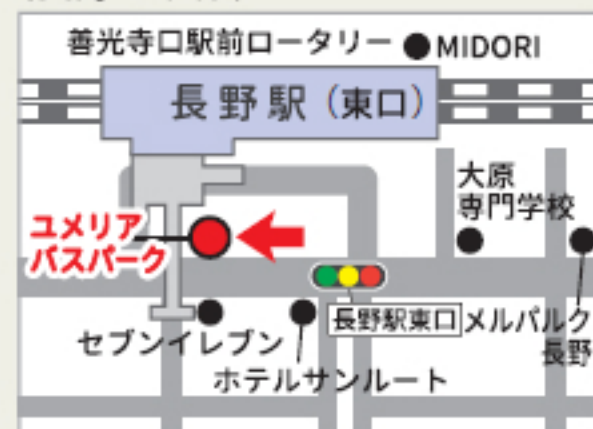 善光寺口駅前ロータリー
MIDORI
長野駅（東口）
大原
専門学校
ユメリア
バスパーク
長野駅東口
メルパルク
長野
セブンイレブン
ホテルサンルート